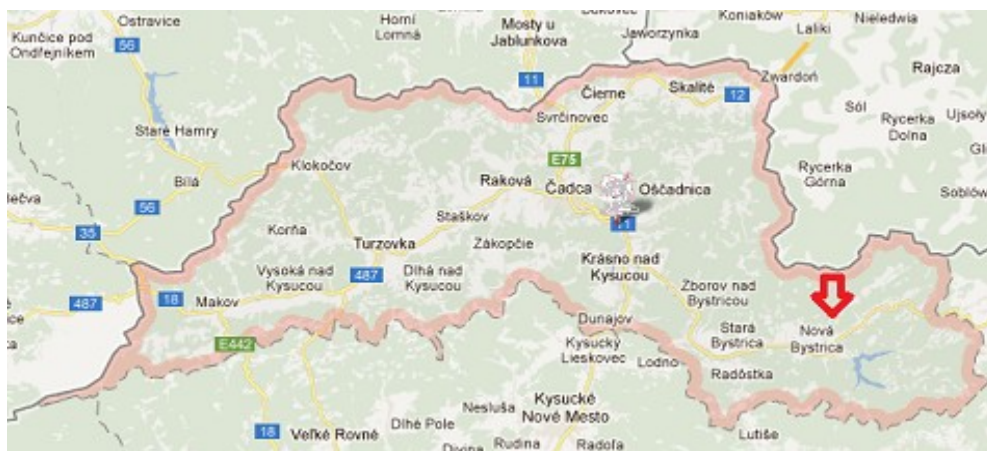 Ostravice
Kunčice pod
Ondřejníkem
56
Horní
Lomná
Mosty u
Jablunkova
Jaworzynka
Koniaków
Laliki
Nieledwia
Rajcza
11
Zwardoń
Čierne
Skalité
12
Svrčinovec
Sól
Rycerka
Dolna
Ujsoły
Staré Hamry
Klokočov
Bílá
E75
Raková
Čadca
Oščadnica
Rycerka
Górna
56
35
Korňa
Staškov
11
Turzovka
Zákopčie
Krásno nad
Kysucou
Vysoká nad
Kysucou
487
Dlhá nad
Kysucou
487
18
Makov
Zborov nad
Bystricou
Dunajov
Stará
Bystrica
Nová
Bystrica
E442
Kysucký
Lieskovec
Lodno
Radôstka
Kysucké
Nové Mesto
Nesluša
Dlhé Pole
18
Veľké Rovné
Rudina
Radoľa
Lutiše